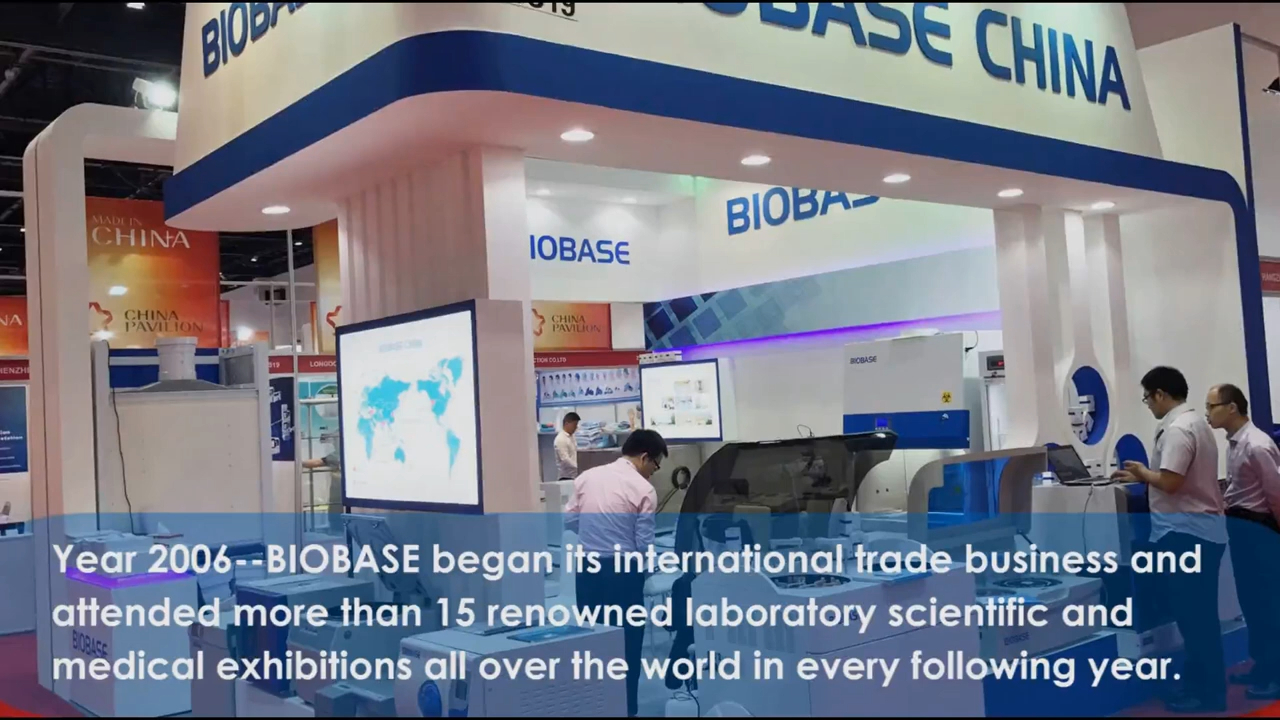 BIOBASE CHINA
BIOBASE
MADE IN
CHINA
CHINA
PAVILION
CHINA
PAVILION
BIOBASE
Year 2006--BIOBASE began its international trade business and
attended more than 15 renowned laboratory scientific and
medical exhibitions all over the world in every following year.
BIOBASE
BIOBASE